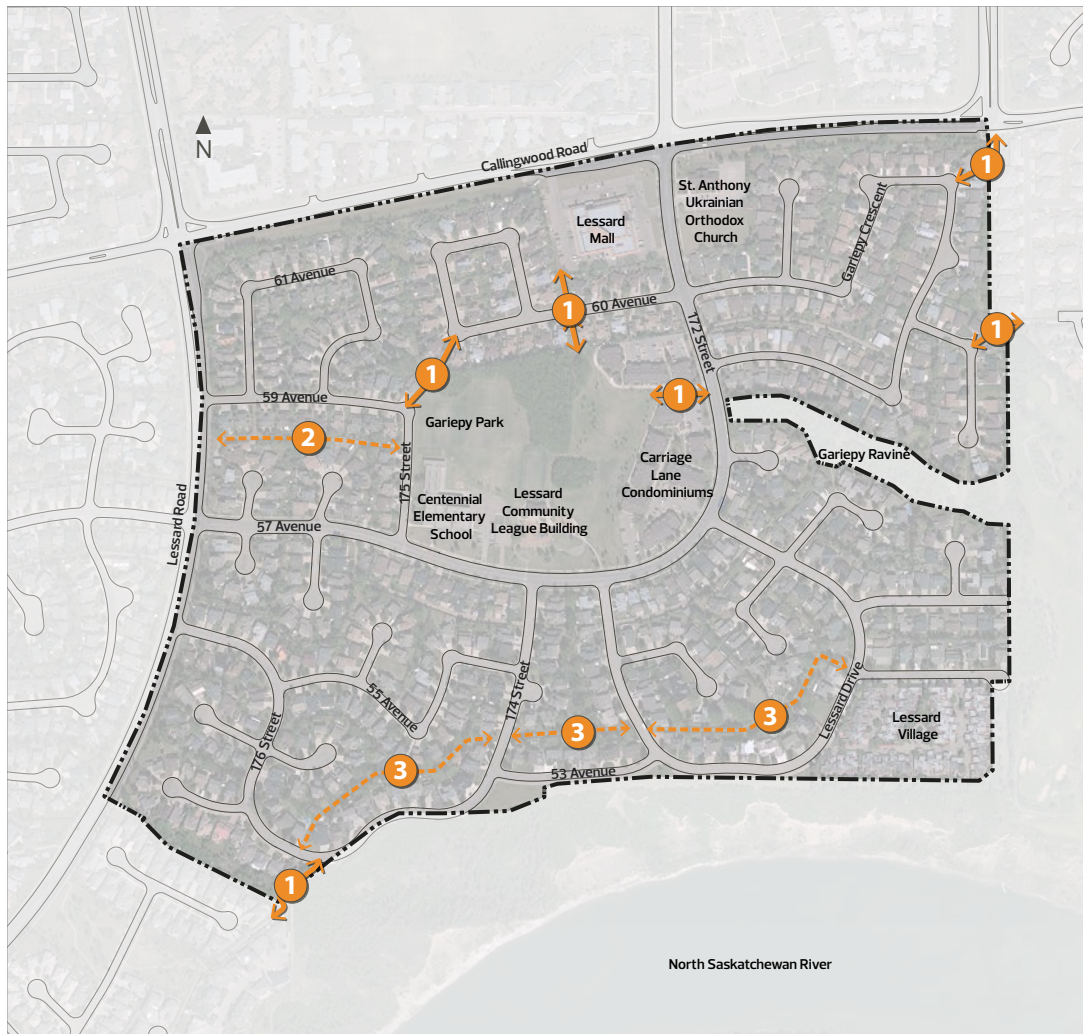 N
Callingwood Road
1
St. Anthony
Ukrainian
Orthodox
Church
Lessard
Mall
Gariepy Crescent
61 Avenue
1
60 Avenue
172 Street
1
1
59 Avenue
1
Gariepy Park
2
175 Street
Gariepy Ravine
Carriage
Lane
Condominiums
Centennial
Elementary
School
Lessard
Community
League Building
57 Avenue
Lessard Road
55 Avenue
174 Street
176 Street
3
3
3
Lessard Drive
Lessard
Village
53 Avenue
1
North Saskatchewan River